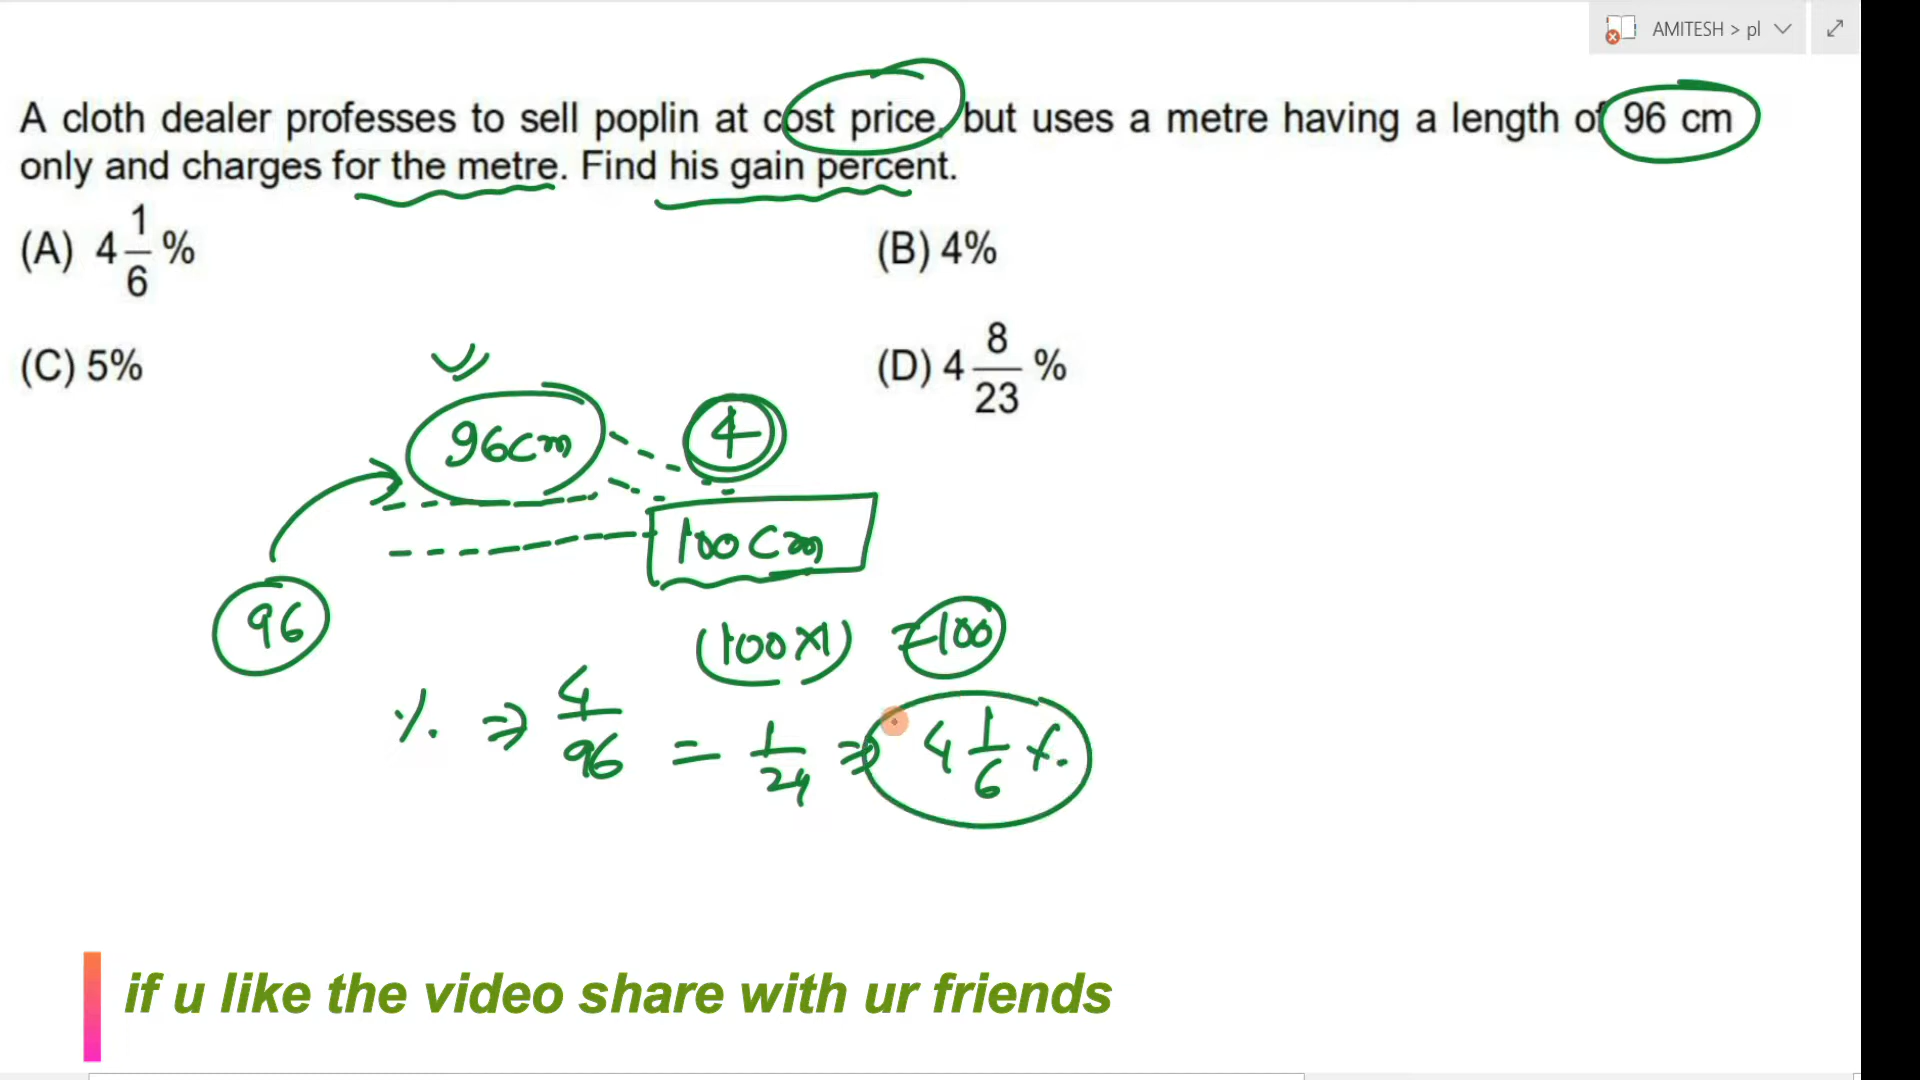 AMITESH > pl
A cloth dealer professes to sell poplin at cost price, but uses a metre having a length of 96 cm
only and charges for the metre. Find his gain percent.
(A) 4 1/6 %
(B) 4%
(C) 5%
(D) 4 8/23 %
96cm
4
100cm
96
(100x1) =100
% ⇒ 4/96 = 1/24 ⇒ 4 1/6 %.
if u like the video share with ur friends